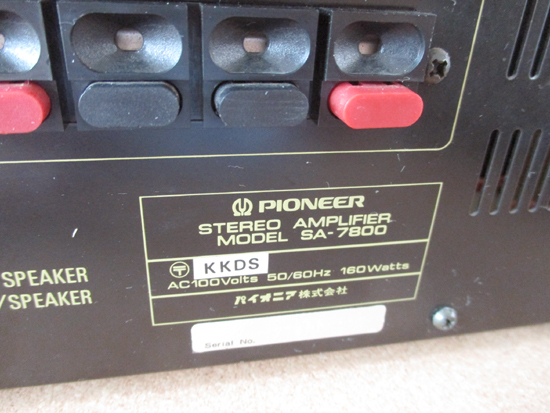 PIONEER
STEREO AMPLIFIER
MODEL SA-7800
〒 KKDS
AC100Volts 50/60Hz 160Watts
パイオニア株式会社
/SPEAKER
/SPEAKER
Serial No.